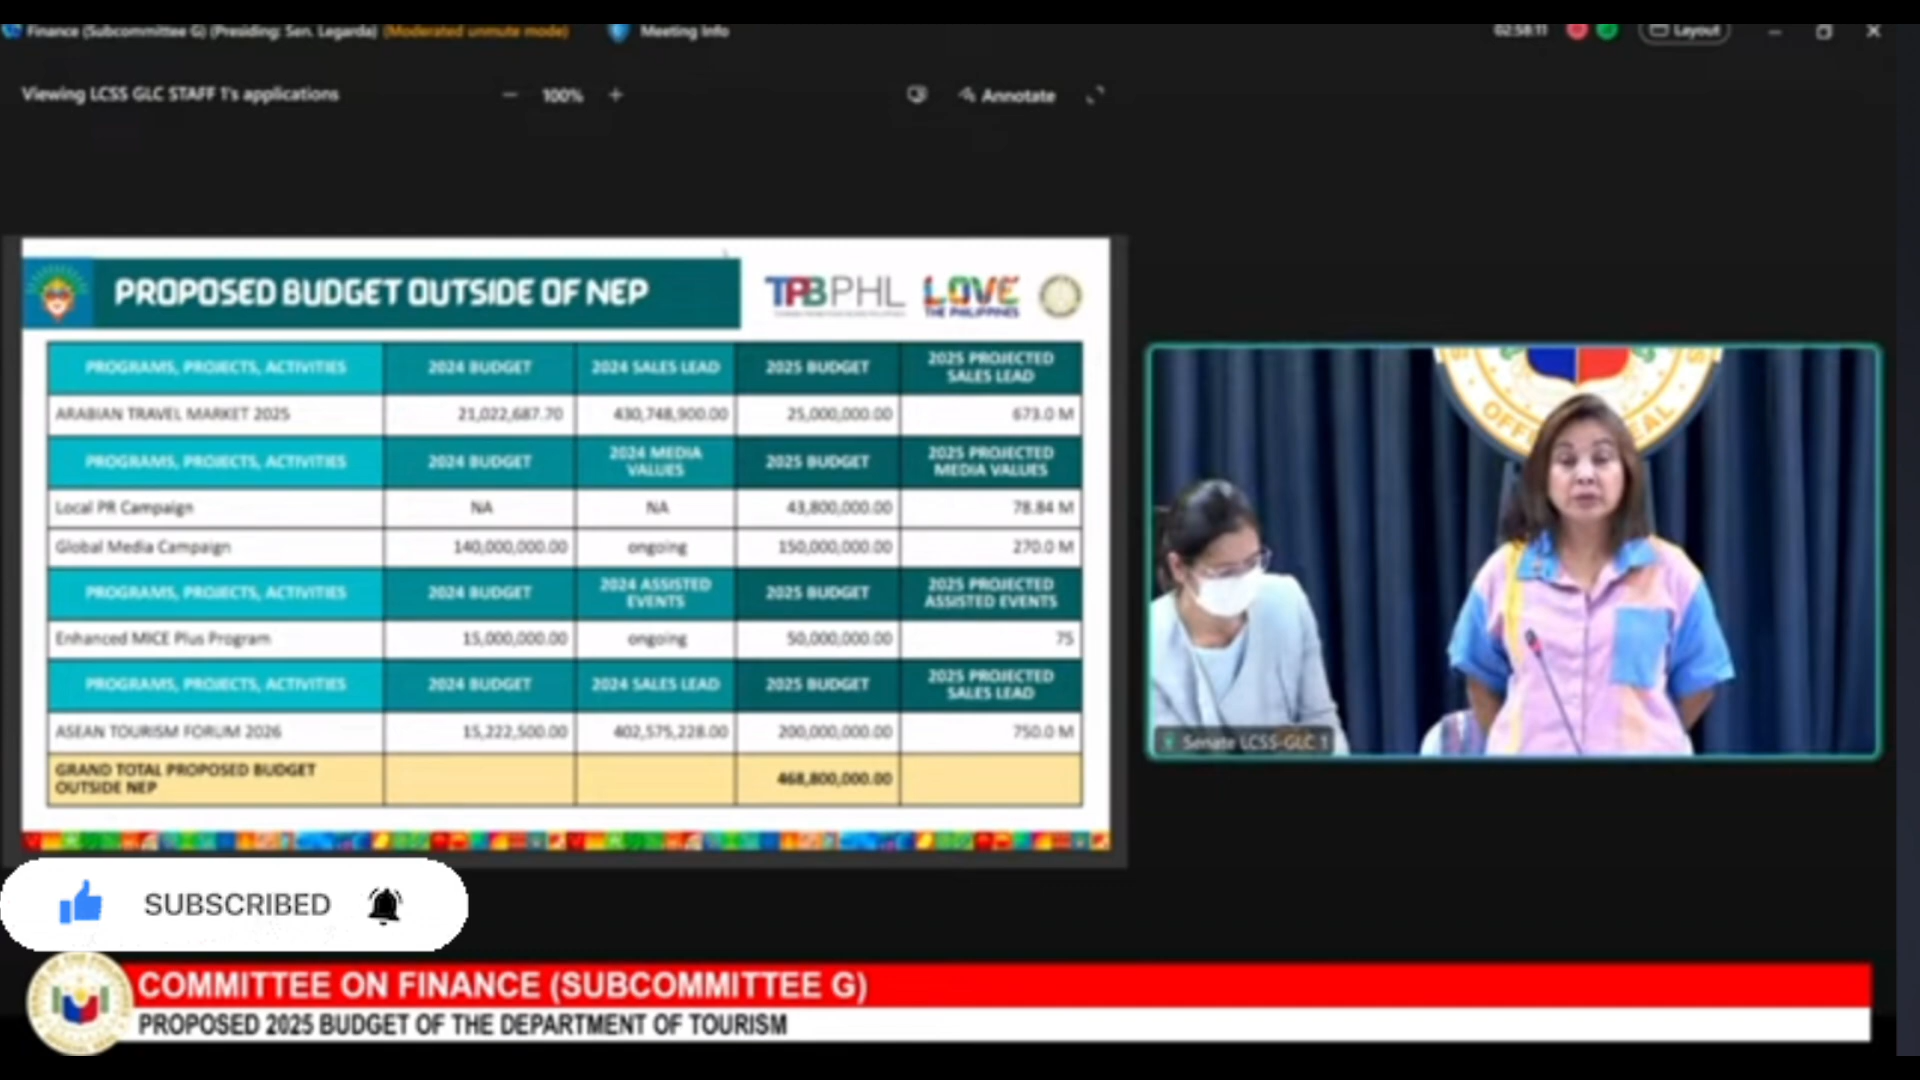 Finance (Subcommittee G) (Presiding: Sen. Legarda) (Moderated unmute mode) Meeting Info 02:58:11 Layout
Viewing LCSS GLC STAFF 1's applications 100% Annotate
PROPOSED BUDGET OUTSIDE OF NEP TPBPHL LOVE
THE PHILIPPINES
PROGRAMS, PROJECTS, ACTIVITIES 2024 BUDGET 2024 SALES LEAD 2025 BUDGET 2025 PROJECTED SALES LEAD
ARABIAN TRAVEL MARKET 2025 21,022,687.70 430,748,900.00 25,000,000.00 673.0 M
PROGRAMS, PROJECTS, ACTIVITIES 2024 BUDGET 2024 MEDIA VALUES 2025 BUDGET 2025 PROJECTED MEDIA VALUES
Local PR Campaign NA NA 43,800,000.00 78.84 M
Global Media Campaign 140,000,000.00 ongoing 150,000,000.00 270.0 M
PROGRAMS, PROJECTS, ACTIVITIES 2024 BUDGET 2024 ASSISTED EVENTS 2025 BUDGET 2025 PROJECTED ASSISTED EVENTS
Enhanced MICE Plus Program 15,000,000.00 ongoing 50,000,000.00 75
PROGRAMS, PROJECTS, ACTIVITIES 2024 BUDGET 2024 SALES LEAD 2025 BUDGET 2025 PROJECTED SALES LEAD
ASEAN TOURISM FORUM 2026 15,222,500.00 402,575,228.00 200,000,000.00 750.0 M
GRAND TOTAL PROPOSED BUDGET OUTSIDE NEP 468,800,000.00
Senate LCSS-GLC 1
SUBSCRIBED
COMMITTEE ON FINANCE (SUBCOMMITTEE G)
PROPOSED 2025 BUDGET OF THE DEPARTMENT OF TOURISM